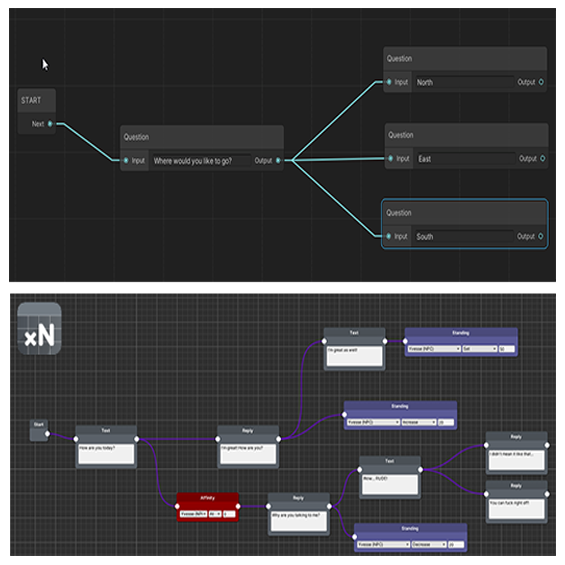 Question
Input North Output
START
Next
Question
Input Where would you like to go? Output
Question
Input East Output
Question
Input South Output
xN
Text
I'm great as well!
Standing
Yvesse (NPC) Set 50
Standing
Yvesse (NPC) Increase
Start
Text
How are you today?
Reply
I'm great! How are you?
Text
Wow... RUDE!
Reply
I didn't mean it like that...
Reply
You can fuck right off!
Affinity
Yvesse (NPC)
Reply
Why are you talking to me?
Standing
Yvesse (NPC) Decrease